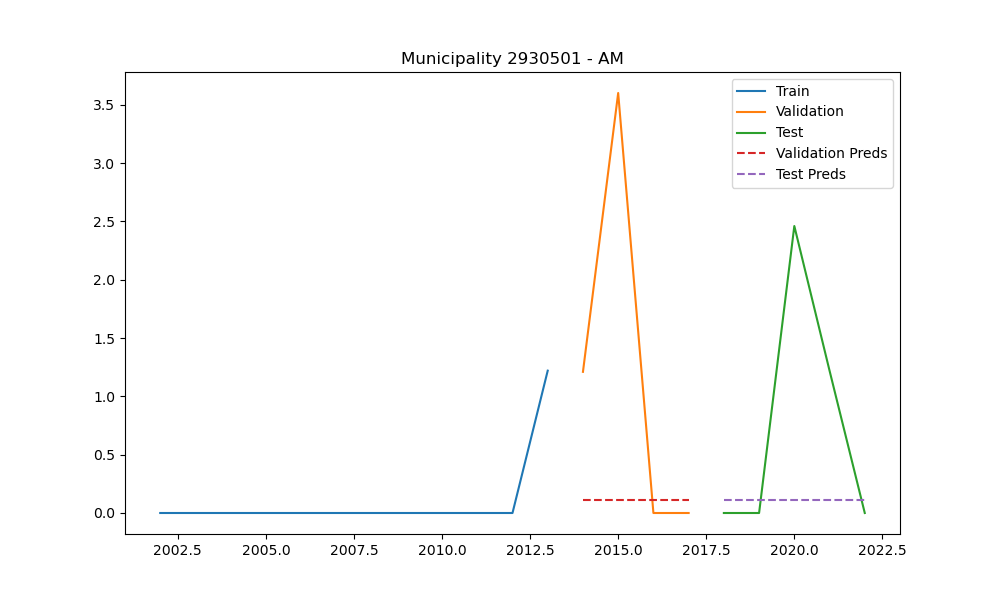 Municipality 2930501 - AM
Train
Validation
Test
Validation Preds
Test Preds
3.5
3.0
2.5
2.0
1.5
1.0
0.5
0.0
2002.5 2005.0 2007.5 2010.0 2012.5 2015.0 2017.5 2020.0 2022.5